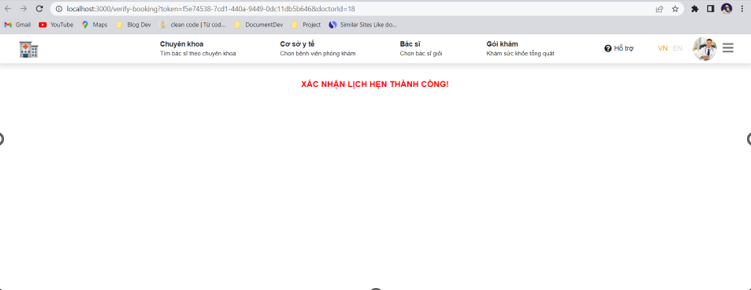 localhost:3000/verify-booking?token=f5e74538-7cd1-440a-9449-0dc11db5b646&doctorId=18
Gmail YouTube Maps Blog Dev clean code | Từ cod... DocumentDev Project Similar Sites Like do...
Chuyên khoa Cơ sở y tế Bác sĩ Gói khám
Tìm bác sĩ theo chuyên khoa Chọn bệnh viện phòng khám Chọn bác sĩ giỏi Khám sức khỏe tổng quát
Hỗ trợ VN EN
XÁC NHẬN LỊCH HẸN THÀNH CÔNG!